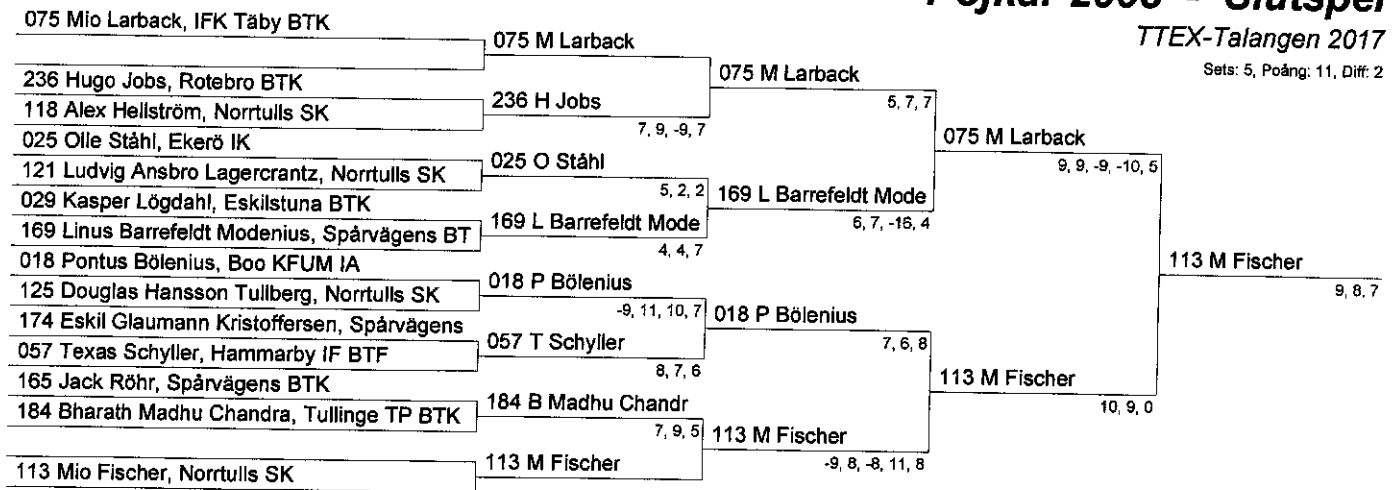 TTEX-Talangen 2017
Sets: 5, Poäng: 11, Diff: 2
075 Mio Larback, IFK Täby BTK
236 Hugo Jobs, Rotebro BTK
118 Alex Hellström, Norrtulls SK
025 Olle Ståhl, Ekerö IK
121 Ludvig Ansbro Lagercrantz, Norrtulls SK
029 Kasper Lögdahl, Eskilstuna BTK
169 Linus Barrefeldt Modenius, Spårvägens BT
018 Pontus Bölenius, Boo KFUM IA
125 Douglas Hansson Tullberg, Norrtulls SK
174 Eskil Glaumann Kristoffersen, Spårvägens
057 Texas Schyller, Hammarby IF BTF
165 Jack Röhr, Spårvägens BTK
184 Bharath Madhu Chandra, Tullinge TP BTK
113 Mio Fischer, Norrtulls SK
075 M Larback
236 H Jobs
7, 9, -9, 7
025 O Ståhl
5, 2, 2
169 L Barrefeldt Mode
4, 4, 7
018 P Bölenius
-9, 11, 10, 7
057 T Schyller
8, 7, 6
184 B Madhu Chandr
7, 9, 5
113 M Fischer
075 M Larback
5, 7, 7
169 L Barrefeldt Mode
6, 7, -16, 4
018 P Bölenius
7, 6, 8
113 M Fischer
-9, 8, -8, 11, 8
075 M Larback
9, 9, -9, -10, 5
113 M Fischer
10, 9, 0
113 M Fischer
9, 8, 7